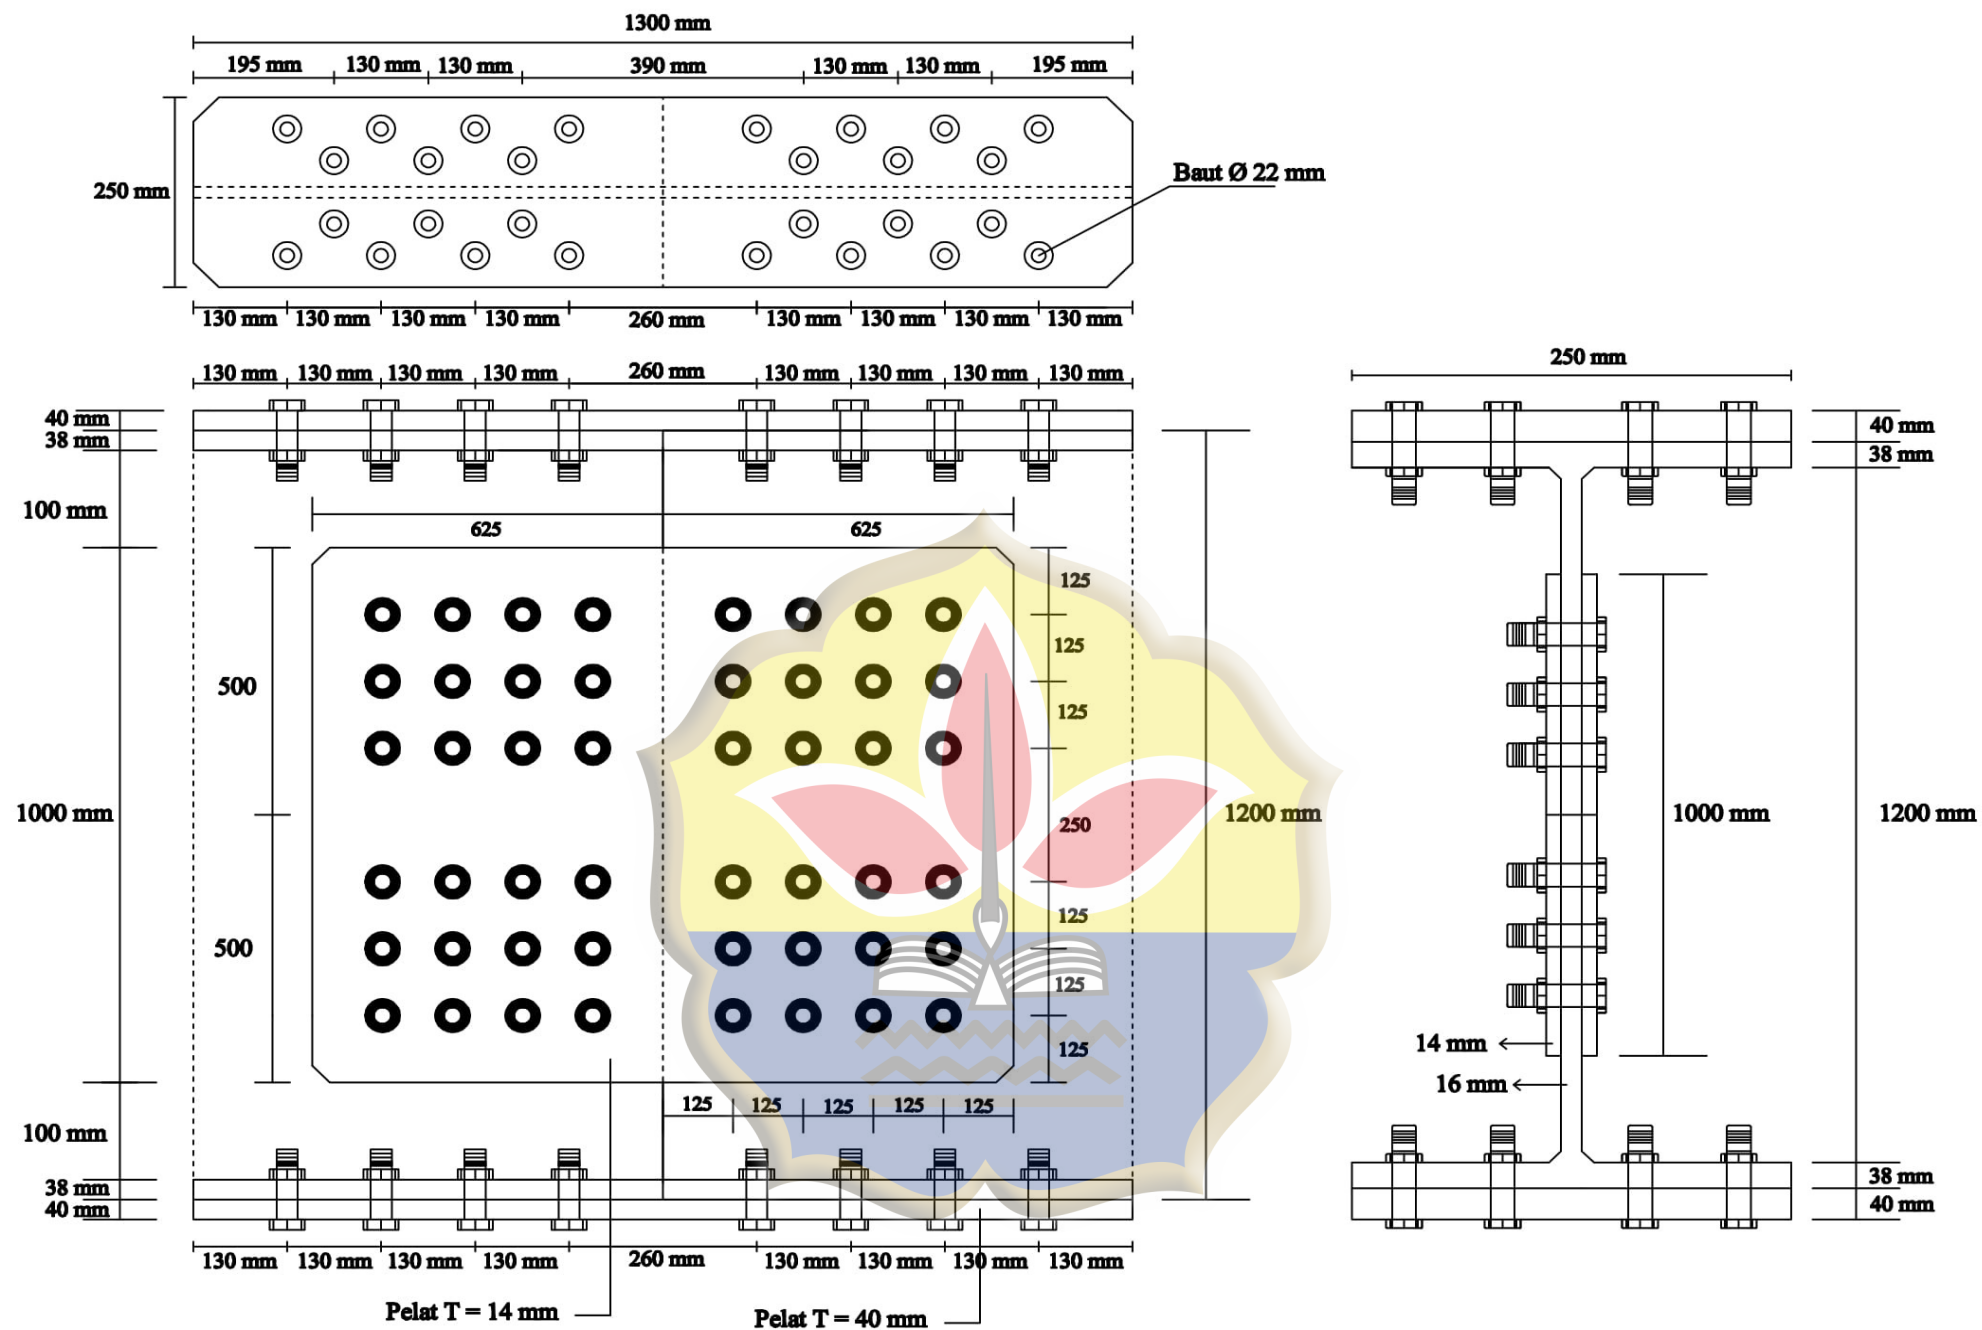 1300 mm
195 mm 130 mm 130 mm 390 mm 130 mm 130 mm 195 mm
250 mm
Baut Ø 22 mm
130 mm 130 mm 130 mm 130 mm 260 mm 130 mm 130 mm 130 mm 130 mm
130 mm 130 mm 130 mm 130 mm 260 mm 130 mm 130 mm 130 mm 130 mm
40 mm
38 mm
100 mm
625 625
500
1000 mm
500
100 mm
38 mm
40 mm
125
125
125
250
125
125
125
1200 mm
125 125 125 125 125
130 mm 130 mm 130 mm 130 mm 260 mm 130 mm 130 mm 130 mm 130 mm
Pelat T = 14 mm
Pelat T = 40 mm
250 mm
40 mm
38 mm
1000 mm
1200 mm
14 mm
16 mm
38 mm
40 mm